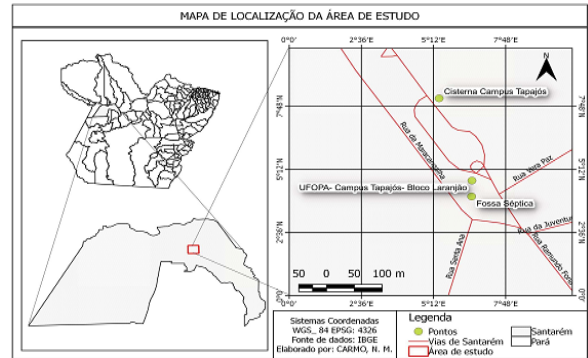 MAPA DE LOCALIZAÇÃO DA ÁREA DE ESTUDO
0°0' 2°36'E 5°12'E 7°48'E
N
Cisterna Campus Tapajós
7°48'N 7°48'N
Rua de Maracangalha
Rua Vera Paz
5°12'N 5°12'N
UFOPA- Campus Tapajós- Bloco Laranjão
Fossa Séptica
Rua da Juventude
2°36'N 2°36'N
Rua Santa Ana
Rua Raimundo
50 0 50 100 m
0°0' 0°0'
0°0' 2°36'E 5°12'E 7°48'E
Sistemas Coordenadas
WGS_ 84 EPSG: 4326
Fonte de dados: IBGE
Elaborado por: CARMO, N. M.
Legenda
Pontos
Vias de Santarém
Área de estudo
Santarém
Pará